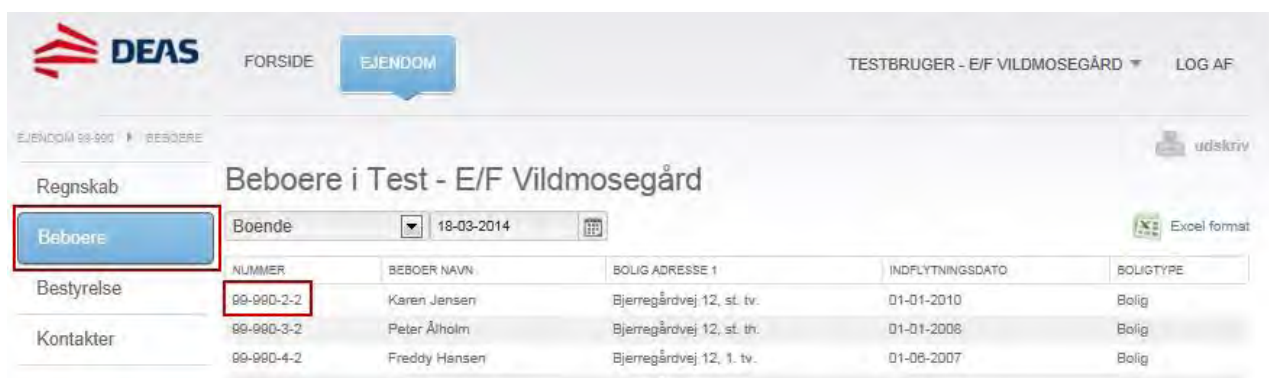 DEAS
FORSIDE EJENDOM TESTBRUGER - E/F VILDMOSEGÅRD LOG AF
EJENDOM 99-990 BEBOERE
udskriv
Regnskab
Beboere i Test - E/F Vildmosegård
Beboere
Boende 18-03-2014 Excel format
NUMMER BEBOER NAVN BOLIG ADRESSE 1 INDFLYTNINGSDATO BOLIGTYPE
Bestyrelse
99-990-2-2 Karen Jensen Bjerregårdvej 12, st. tv. 01-01-2010 Bolig
Kontakter
99-990-3-2 Peter Ålholm Bjerregårdvej 12, st. th. 01-01-2008 Bolig
99-990-4-2 Freddy Hansen Bjerregårdvej 12, 1. tv. 01-06-2007 Bolig